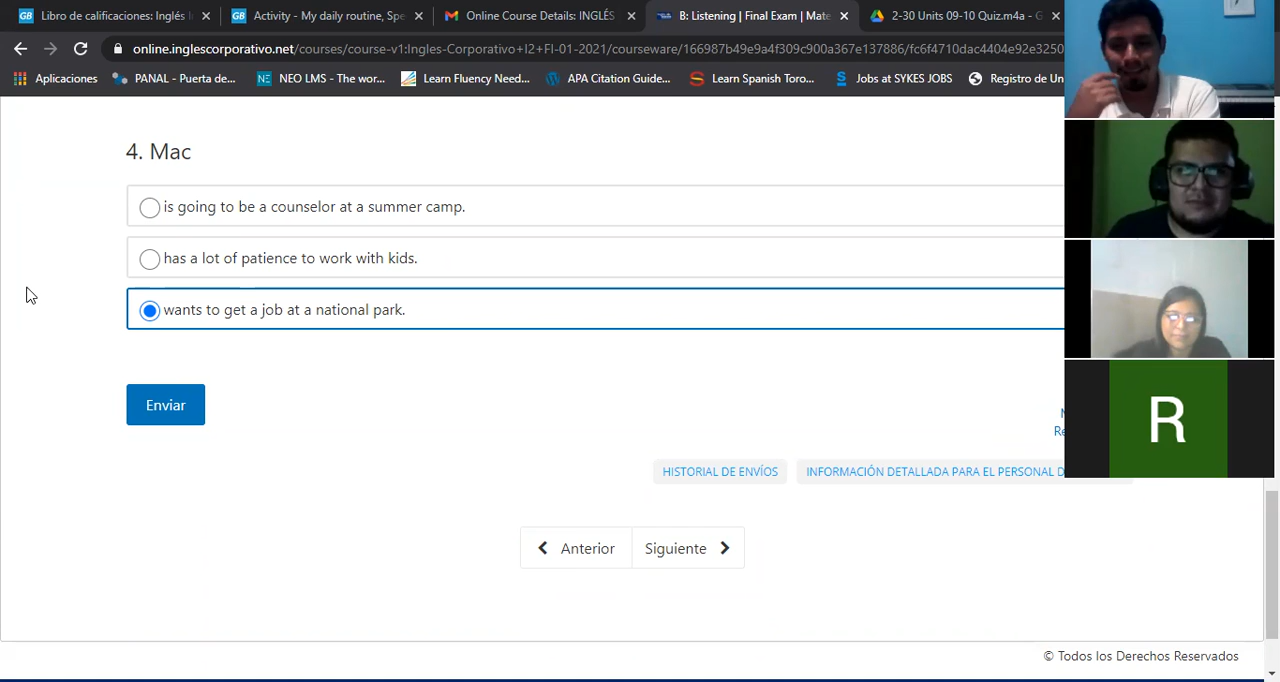 Libro de calificaciones: Inglés I
Activity - My daily routine, Spe
Online Course Details: INGLÉS
B: Listening | Final Exam | Mate
2-30 Units 09-10 Quiz.m4a - G
online.inglescorporativo.net/courses/course-v1:Ingles-Corporativo+I2+FI-01-2021/courseware/166987b49e9a4f309c900a367e137886/fc6f4710dac4404e92e3250
Aplicaciones
PANAL - Puerta de...
NEO LMS - The wor...
Learn Fluency Need...
APA Citation Guide...
Learn Spanish Toro...
Jobs at SYKES JOBS
Registro de Un
4. Mac
is going to be a counselor at a summer camp.
has a lot of patience to work with kids.
wants to get a job at a national park.
Enviar
R
HISTORIAL DE ENVÍOS
INFORMACIÓN DETALLADA PARA EL PERSONAL D
Anterior
Siguiente
© Todos los Derechos Reservados